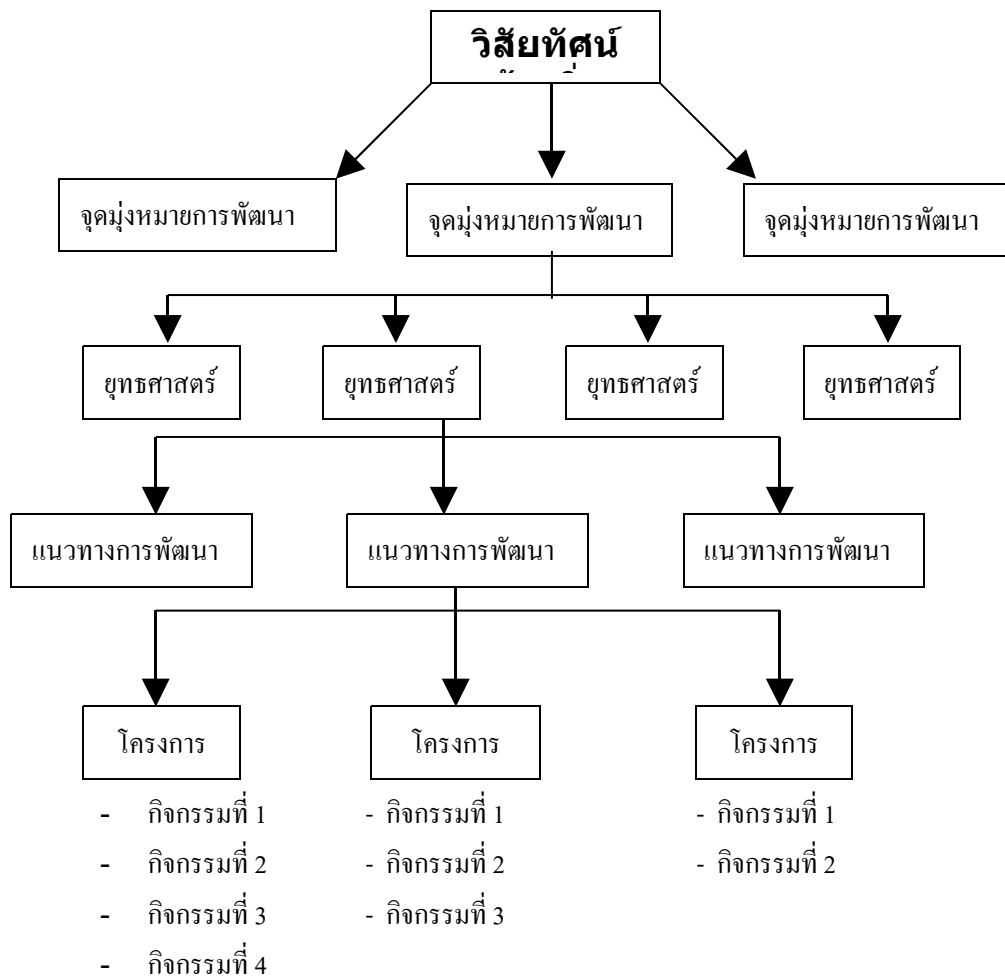 วิสัยทัศน์
จุดมุ่งหมายการพัฒนา
จุดมุ่งหมายการพัฒนา
จุดมุ่งหมายการพัฒนา
ยุทธศาสตร์
ยุทธศาสตร์
ยุทธศาสตร์
ยุทธศาสตร์
แนวทางการพัฒนา
แนวทางการพัฒนา
แนวทางการพัฒนา
โครงการ
- กิจกรรมที่ 1
- กิจกรรมที่ 2
- กิจกรรมที่ 3
- กิจกรรมที่ 4
โครงการ
- กิจกรรมที่ 1
- กิจกรรมที่ 2
- กิจกรรมที่ 3
โครงการ
- กิจกรรมที่ 1
- กิจกรรมที่ 2